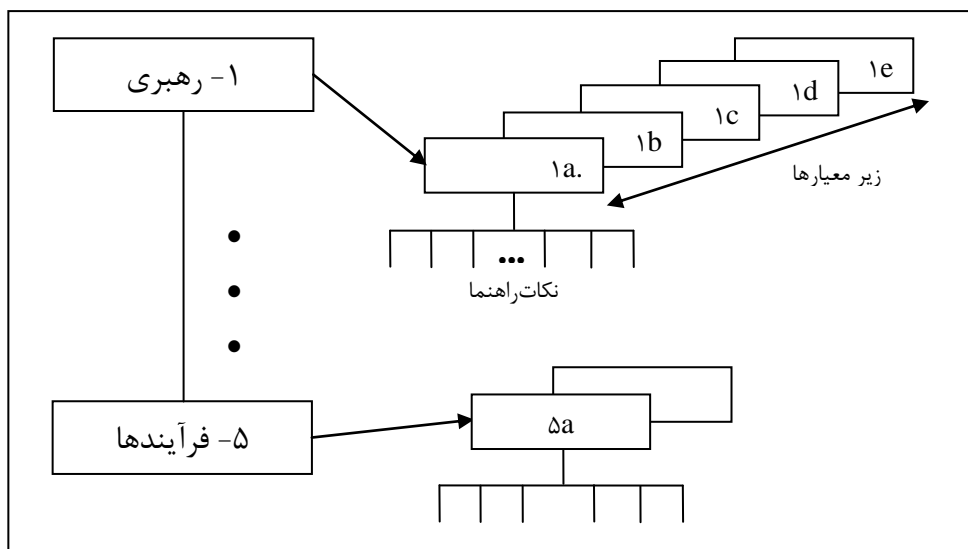 ۱- رهبری
۱e
۱d
۱c
۱b
۱a.
زیر معیارها
...
نکات‌راهنما
۵- فرآیندها
۵a